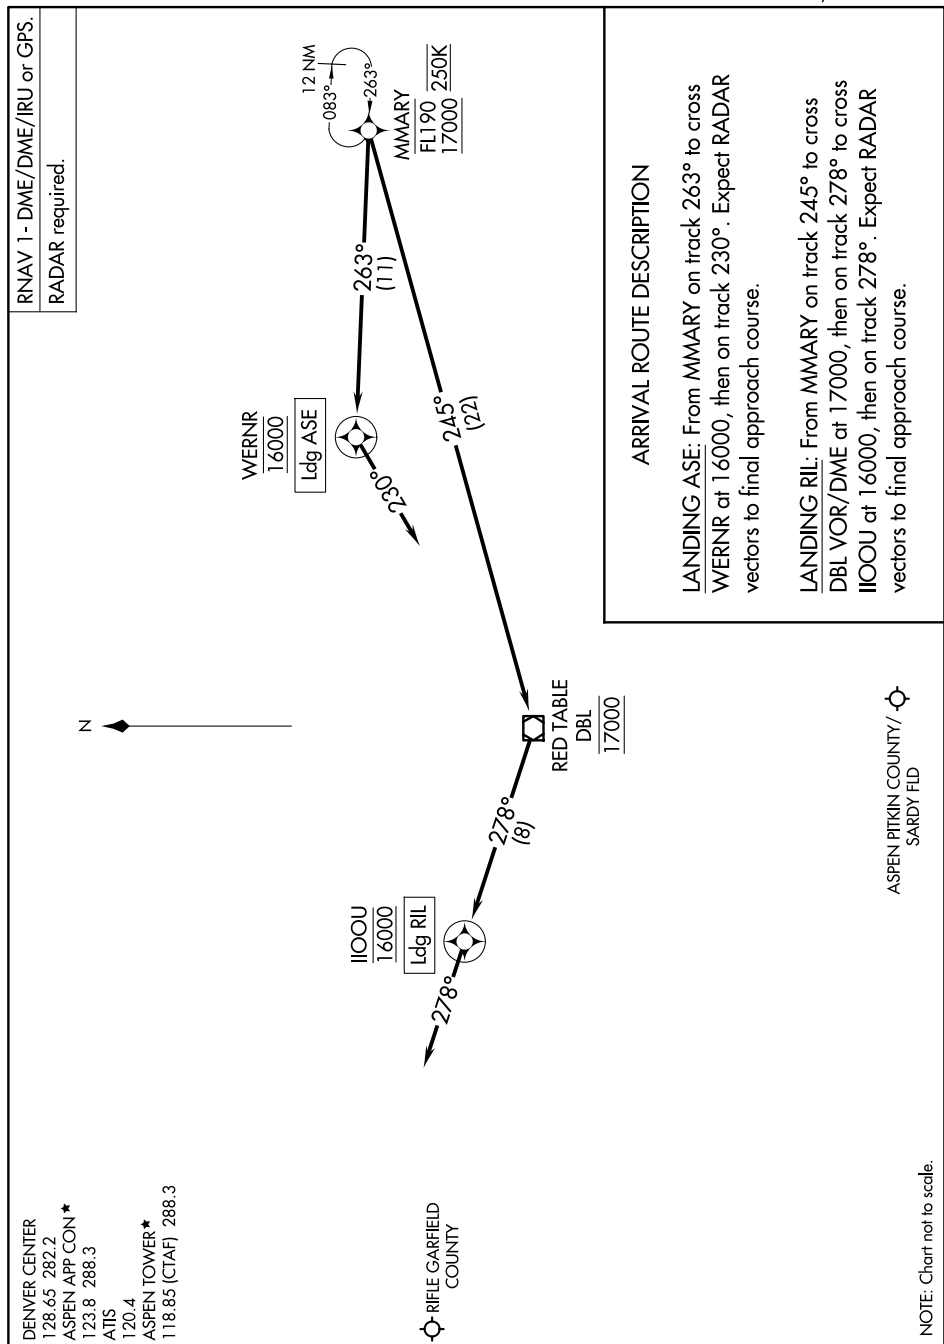 DENVER CENTER
128.65 282.2
ASPEN APP CON★
123.8 288.3
ATIS
120.4
ASPEN TOWER★
118.85 (CTAF) 288.3
RNAV 1- DME/DME/IRU or GPS.
RADAR required.
N
12 NM
083°
263°
MMARY
FL190 250K
17000
263°
(11)
WERNR
16000
Ldg ASE
230°
245°
(22)
RED TABLE
DBL
17000
278°
(8)
IIOOU
16000
Ldg RIL
278°
RIFLE GARFIELD
COUNTY
ASPEN PITKIN COUNTY/
SARDY FLD
ARRIVAL ROUTE DESCRIPTION
LANDING ASE: From MMARY on track 263° to cross
WERNR at 16000, then on track 230°. Expect RADAR
vectors to final approach course.
LANDING RIL: From MMARY on track 245° to cross
DBL VOR/DME at 17000, then on track 278° to cross
IIOOU at 16000, then on track 278°. Expect RADAR
vectors to final approach course.
NOTE: Chart not to scale.